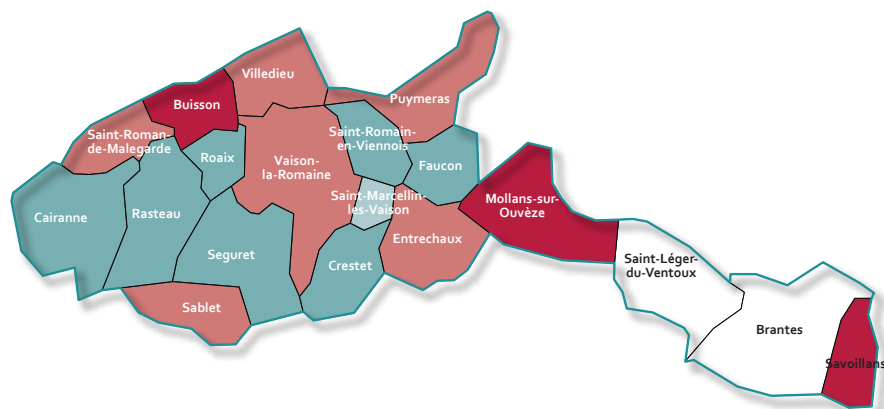 Villedieu
Buisson
Puymeras
Saint-Roman-
de-Malegarde
Saint-Romain-
en-Viennois
Roaix
Vaison-
la-Romaine
Faucon
Saint-Marcellin-
les-Vaison
Mollans-sur-
Ouvèze
Cairanne
Rasteau
Entrechaux
Seguret
Crestet
Saint-Léger-
du-Ventoux
Sablet
Brantes
Savoillans